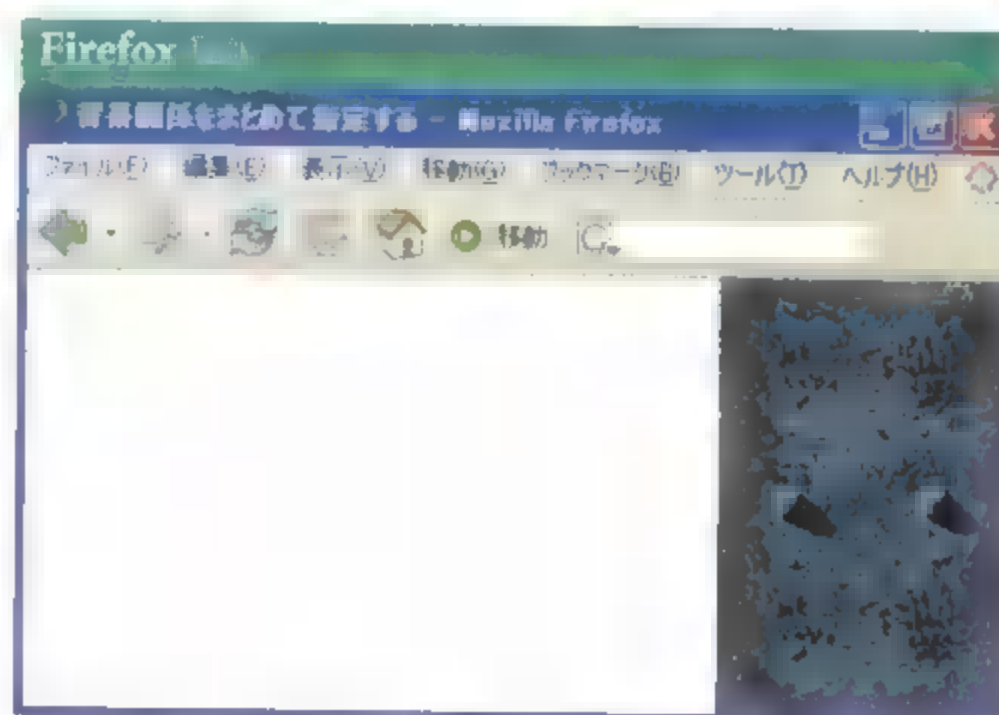 Firefox
背景関係をまとめて指定する - Mozilla Firefox
ファイル(F) 編集(E) 表示(V) 移動(G) ブックマーク(B) ツール(T) ヘルプ(H)
移動 G